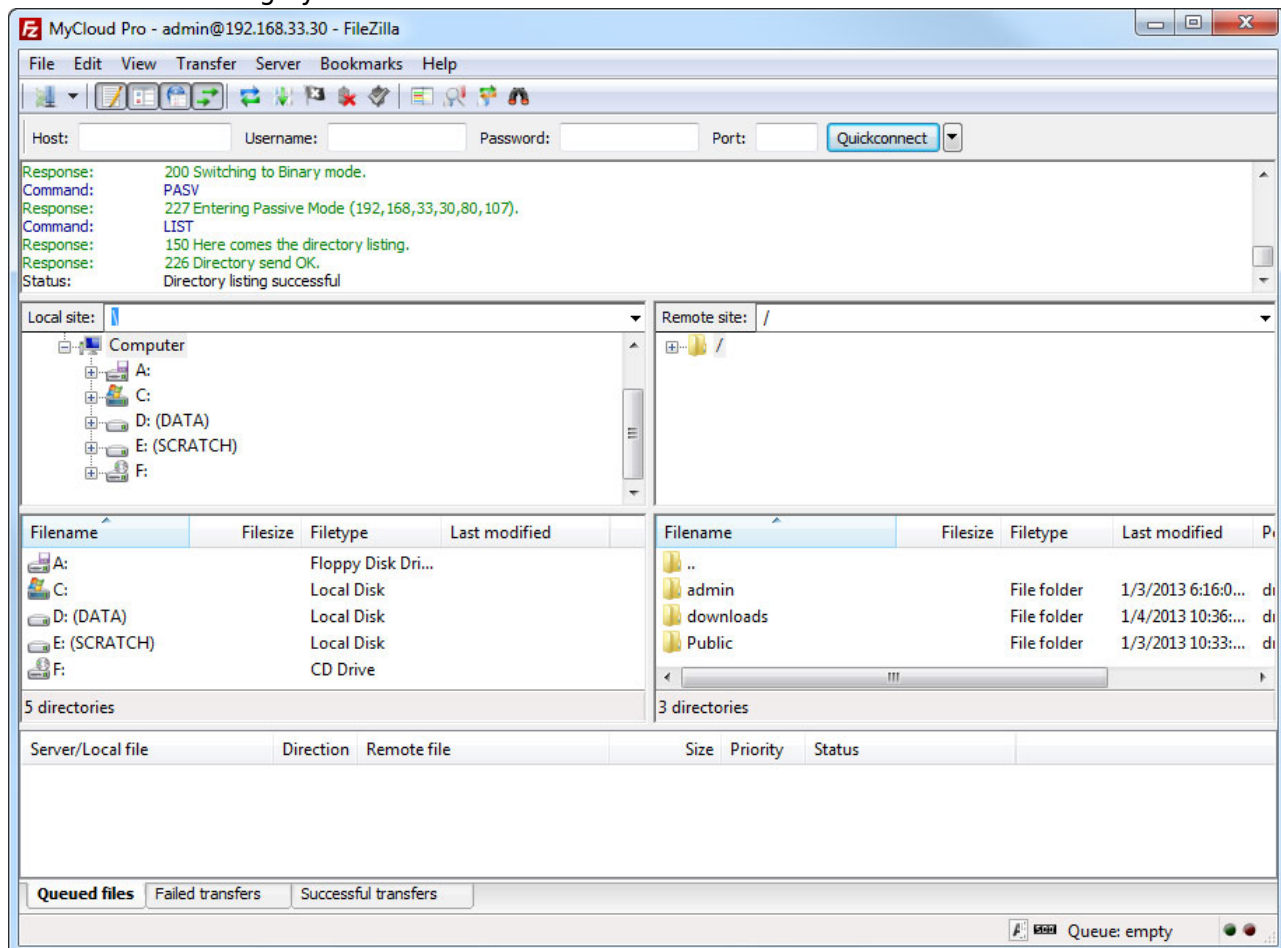 MyCloud Pro - admin@192.168.33.30 - FileZilla
File Edit View Transfer Server Bookmarks Help
Host: Username: Password: Port: Quickconnect
Response: 200 Switching to Binary mode.
Command: PASV
Response: 227 Entering Passive Mode (192,168,33,30,80,107).
Command: LIST
Response: 150 Here comes the directory listing.
Response: 226 Directory send OK.
Status: Directory listing successful
Local site: \ Remote site: /
Computer
/
A:
C:
D: (DATA)
E: (SCRATCH)
F:
Filename Filesize Filetype Last modified
A: Floppy Disk Dri...
C: Local Disk
D: (DATA) Local Disk
E: (SCRATCH) Local Disk
F: CD Drive
5 directories
Filename Filesize Filetype Last modified
..
admin File folder 1/3/2013 6:16:0...
downloads File folder 1/4/2013 10:36:...
Public File folder 1/3/2013 10:33:...
3 directories
Server/Local file Direction Remote file Size Priority Status
Queued files Failed transfers Successful transfers
Queue: empty